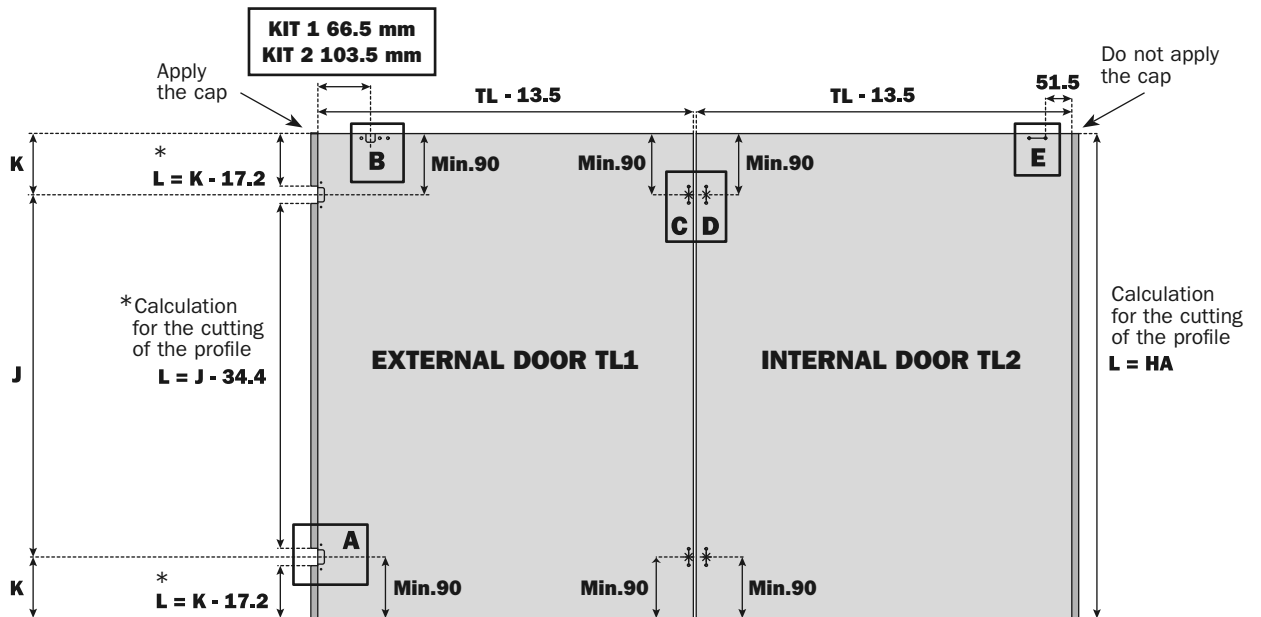 KIT 1 66.5 mm
KIT 2 103.5 mm
Apply
the cap
Do not apply
the cap
TL - 13.5
TL - 13.5
51.5
K
*
L = K - 17.2
B
Min.90
Min.90
Min.90
E
C
D
J
*Calculation
for the cutting
of the profile
L = J - 34.4
EXTERNAL DOOR TL1
INTERNAL DOOR TL2
Calculation
for the cutting
of the profile
L = HA
A
K
*
L = K - 17.2
Min.90
Min.90
Min.90